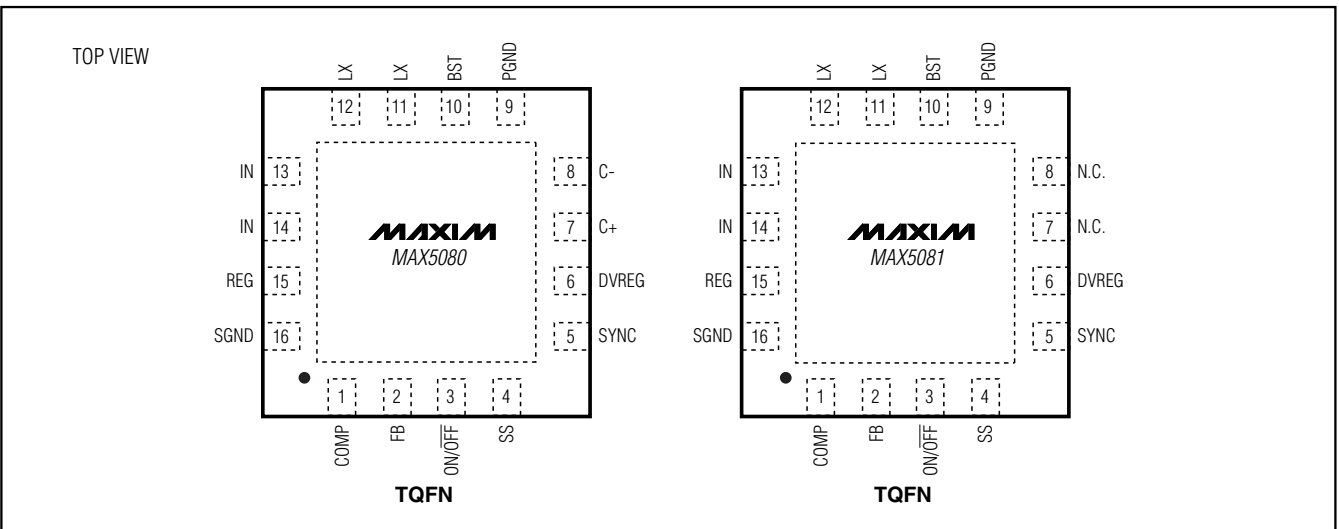 TOP VIEW
LX LX BST PGND
12 11 10 9
IN 13 8 C-
IN 14 7 C+
MAXIM
MAX5080
REG 15 6 DVREG
SGND 16 5 SYNC
1 2 3 4
COMP FB ON/OFF SS
TQFN
LX LX BST PGND
12 11 10 9
IN 13 8 N.C.
IN 14 7 N.C.
MAXIM
MAX5081
REG 15 6 DVREG
SGND 16 5 SYNC
1 2 3 4
COMP FB ON/OFF SS
TQFN